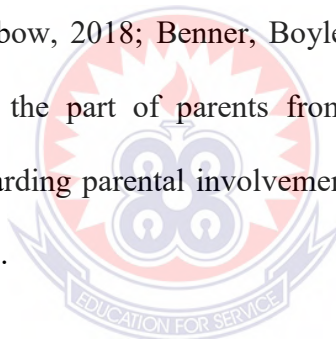 bow, 2018; Benner, Boyle
the part of parents from
arding parental involvemen
.
EDUCATION FOR SERVICE